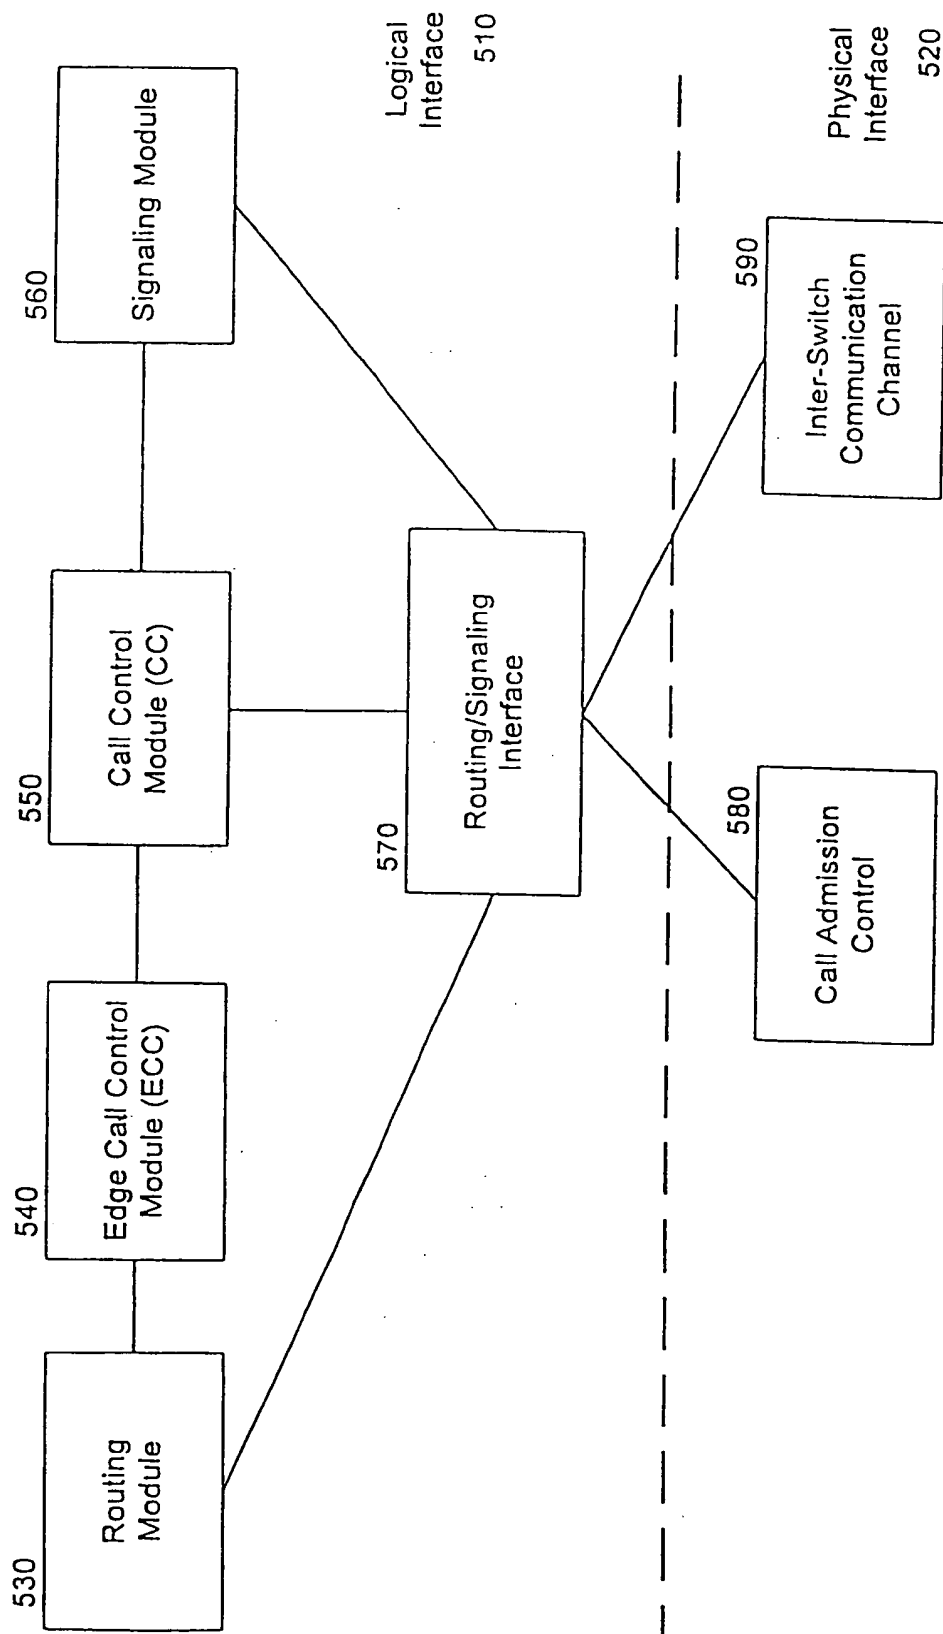 530
Routing
Module
540
Edge Call Control
Module (ECC)
550
Call Control
Module (CC)
560
Signaling Module
570
Routing/Signaling
Interface
Logical
Interface
510
580
Call Admission
Control
590
Inter-Switch
Communication
Channel
Physical
Interface
520